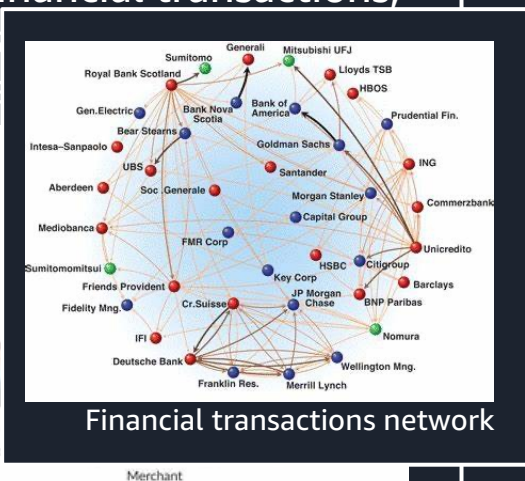 Financial transactions,
Generali
Sumitomo
Mitsubishi UFJ
Royal Bank Scotland
Lloyds TSB
HBOS
Gen.Electric
Bank Nova
Scotia
Bank of
America
Prudential Fin.
Bear Stearns
Intesa-Sanpaolo
Goldman Sachs
UBS
Santander
ING
Aberdeen
Soc.Generale
Morgan Stanley
Commerzbank
Mediobanca
Capital Group
FMR Corp
Unicredito
Sumitomomitsui
HSBC
Citigroup
Key Corp
Friends Provident
Barclays
Fidelity Mng.
Cr.Suisse
JP Morgan
Chase
BNP Paribas
IFI
Nomura
Deutsche Bank
Wellington Mng.
Franklin Res.
Merrill Lynch
Financial transactions network
Merchant